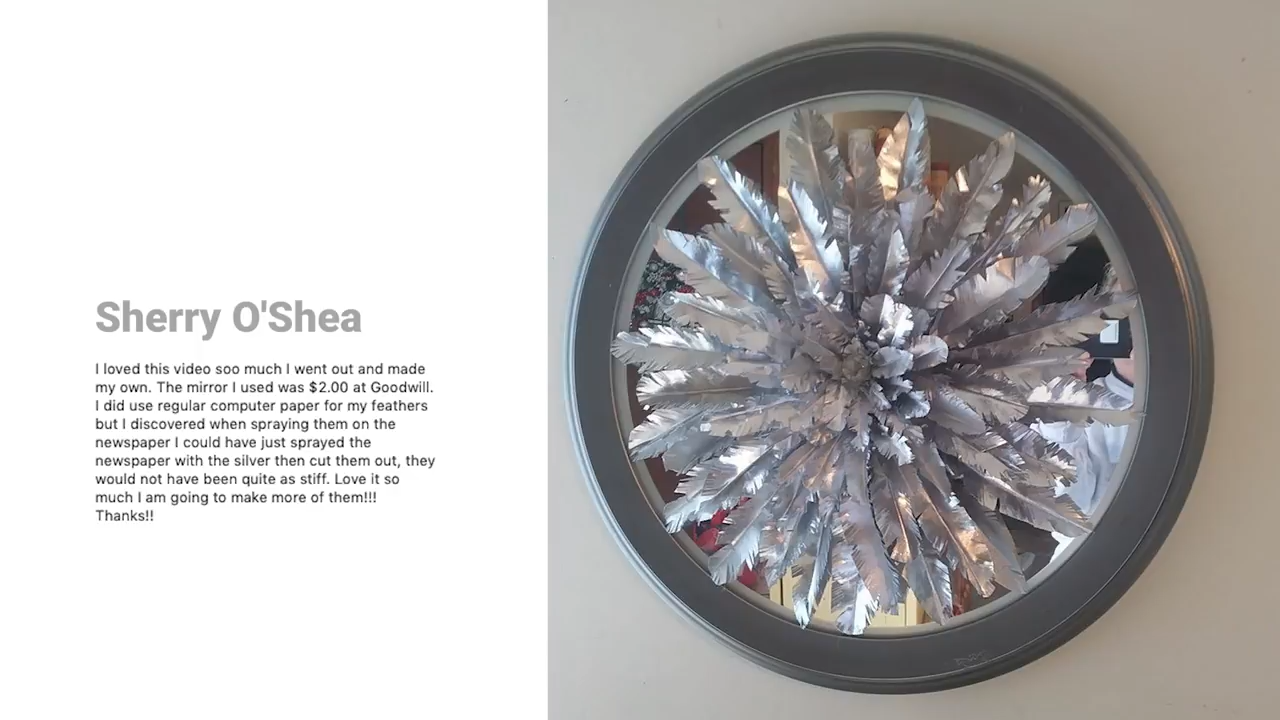 Sherry O'Shea
I loved this video soo much I went out and made
my own. The mirror I used was $2.00 at Goodwill.
I did use regular computer paper for my feathers
but I discovered when spraying them on the
newspaper I could have just sprayed the
newspaper with the silver then cut them out, they
would not have been quite as stiff. Love it so
much I am going to make more of them!!!
Thanks!!